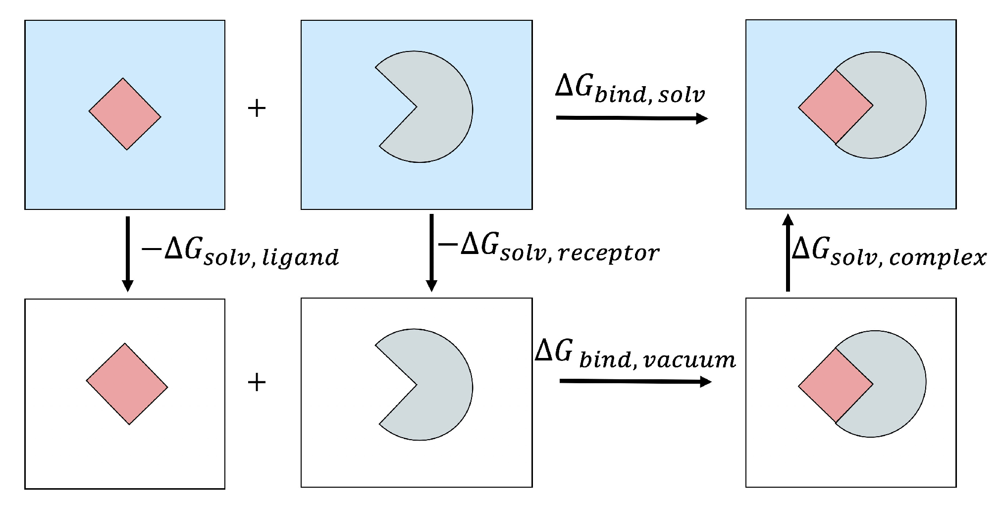 +
ΔG_{bind, solv}
−ΔG_{solv, ligand}
−ΔG_{solv, receptor}
ΔG_{solv, complex}
+
ΔG_{bind, vacuum}